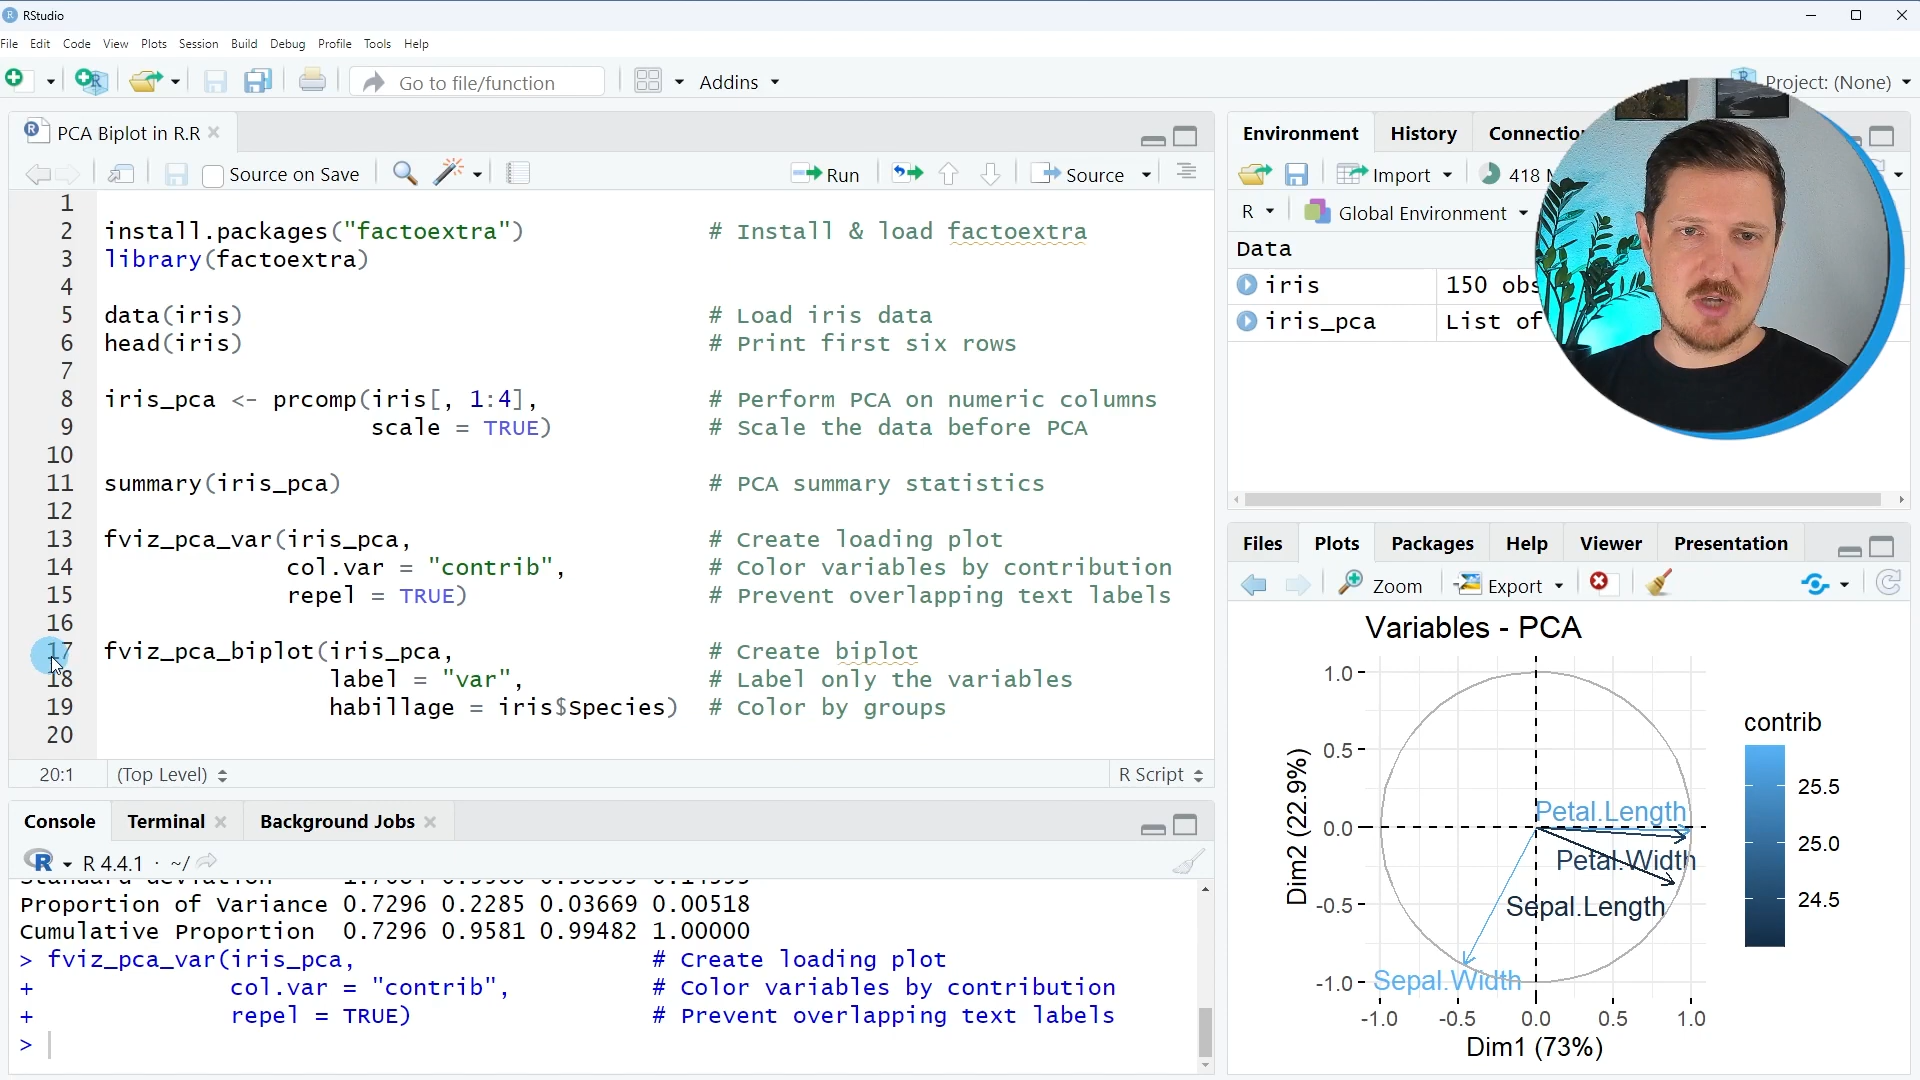 RStudio
File Edit Code View Plots Session Build Debug Profile Tools Help
Go to file/function
Addins
Project: (None)
PCA Biplot in R.R
Source on Save
Run
Source
1
2 install.packages("factoextra") # Install & load factoextra
3 library(factoextra)
4
5 data(iris) # Load iris data
6 head(iris) # Print first six rows
7
8 iris_pca <- prcomp(iris[, 1:4], # Perform PCA on numeric columns
9 scale = TRUE) # Scale the data before PCA
10
11 summary(iris_pca) # PCA summary statistics
12
13 fviz_pca_var(iris_pca, # Create loading plot
14 col.var = "contrib", # Color variables by contribution
15 repel = TRUE) # Prevent overlapping text labels
16
17 fviz_pca_biplot(iris_pca, # Create biplot
18 label = "var", # Label only the variables
19 habillage = iris$Species) # Color by groups
20
20:1 (Top Level) R Script
Console Terminal Background Jobs
R 4.4.1 · ~/
Proportion of Variance 0.7296 0.2285 0.03669 0.00518
Cumulative Proportion 0.7296 0.9581 0.99482 1.00000
> fviz_pca_var(iris_pca, # Create loading plot
+ col.var = "contrib", # Color variables by contribution
+ repel = TRUE) # Prevent overlapping text labels
>
Environment History
Import 418
R Global Environment
Data
iris 150 obs
iris_pca List of
Files Plots Packages Help Viewer Presentation
Zoom Export
Variables - PCA
1.0
0.5
0.0
-0.5
-1.0
Dim2 (22.9%)
Petal.Length
Petal.Width
Sepal.Length
Sepal.Width
-1.0 -0.5 0.0 0.5 1.0
Dim1 (73%)
contrib
25.5
25.0
24.5